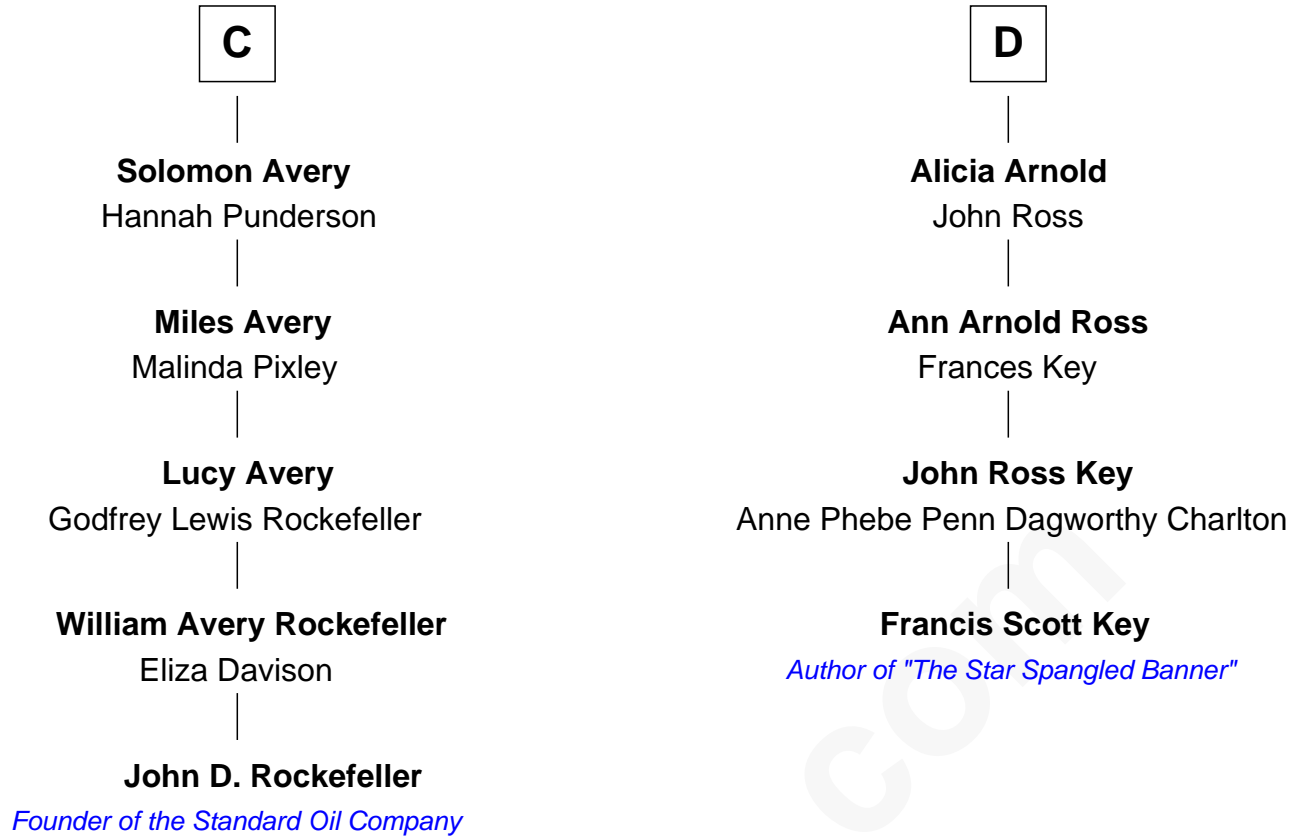 C
Solomon Avery
Hannah Punderson
Miles Avery
Malinda Pixley
Lucy Avery
Godfrey Lewis Rockefeller
William Avery Rockefeller
Eliza Davison
John D. Rockefeller
Founder of the Standard Oil Company
D
Alicia Arnold
John Ross
Ann Arnold Ross
Frances Key
John Ross Key
Anne Phebe Penn Dagworthy Charlton
Francis Scott Key
Author of "The Star Spangled Banner"
com